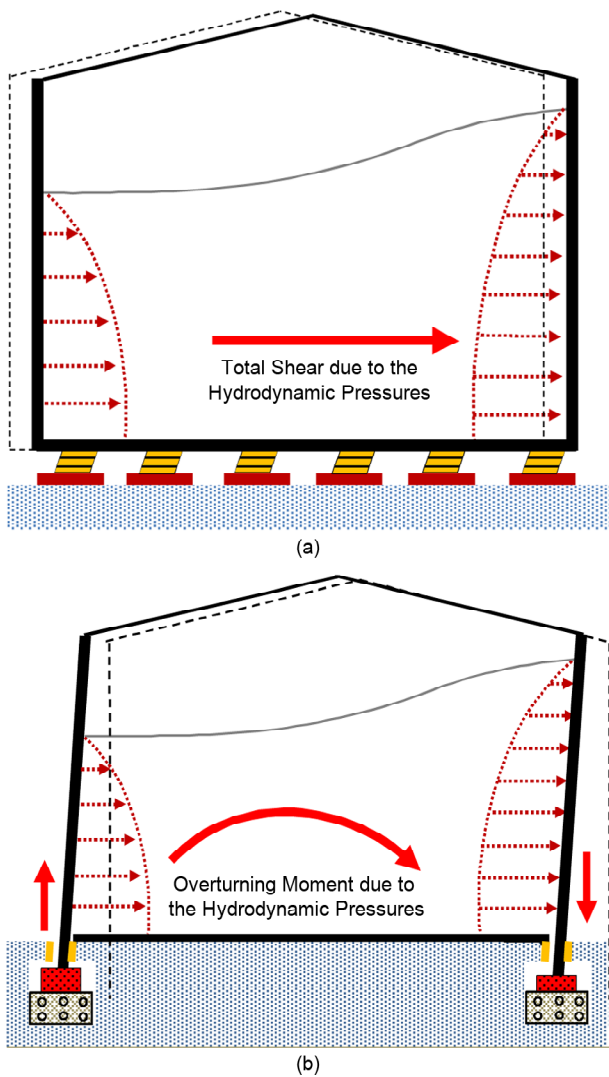 Total Shear due to the
Hydrodynamic Pressures
(a)
Overturning Moment due to
the Hydrodynamic Pressures
(b)